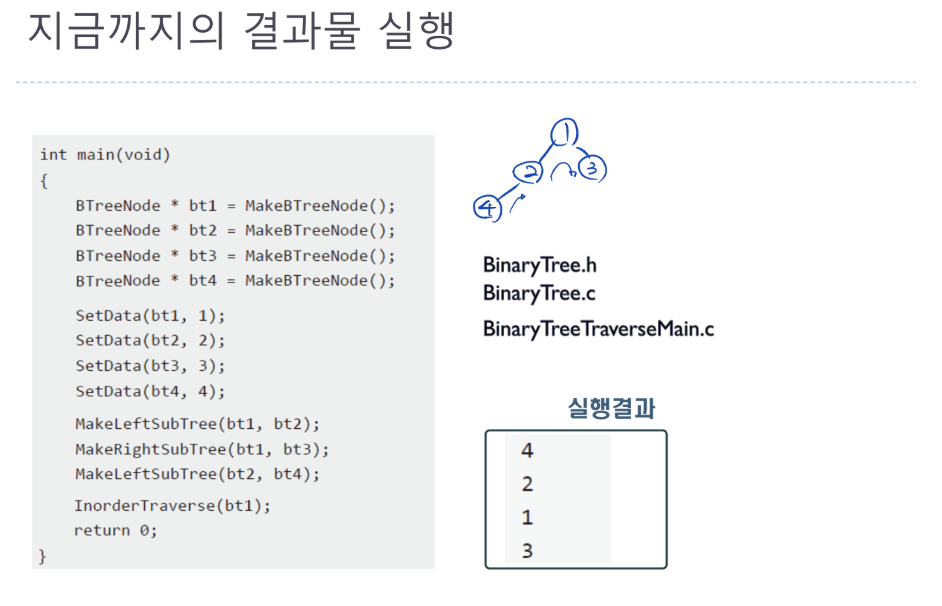 지금까지의 결과물 실행
int main(void)
{
BTreeNode * bt1 = MakeBTreeNode();
BTreeNode * bt2 = MakeBTreeNode();
BTreeNode * bt3 = MakeBTreeNode();
BTreeNode * bt4 = MakeBTreeNode();
SetData(bt1, 1);
SetData(bt2, 2);
SetData(bt3, 3);
SetData(bt4, 4);
MakeLeftSubTree(bt1, bt2);
MakeRightSubTree(bt1, bt3);
MakeLeftSubTree(bt2, bt4);
InorderTraverse(bt1);
return 0;
}
1
2 3
4
BinaryTree.h
BinaryTree.c
BinaryTreeTraverseMain.c
실행결과
4
2
1
3